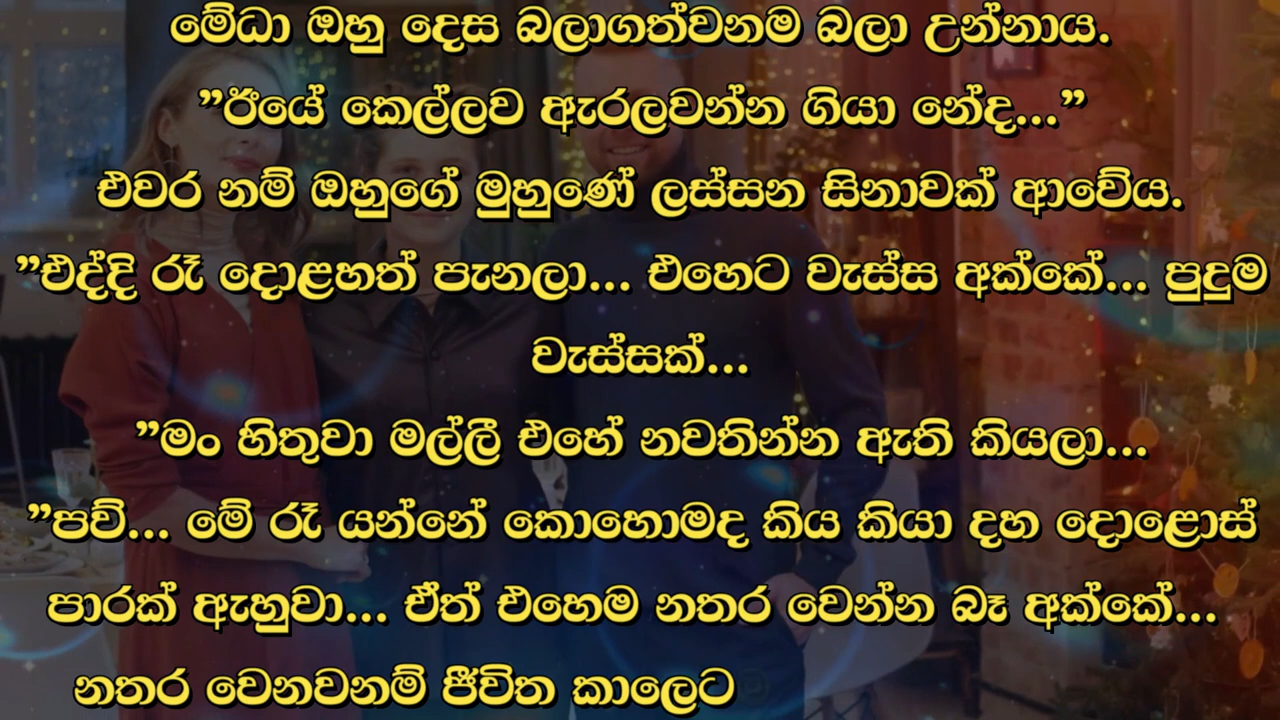 මේධා ඔහු දෙස බලාගත්වනම බලා උන්නාය.
”ඊයේ කෙල්ලව ඇරලවන්න ගියා නේද...”
එවර නම් ඔහුගේ මුහුණේ ලස්සන සිනාවක් ආවේය.
”එද්දි රෑ දොළහත් පැනලා... එහෙට වැස්ස අක්කේ... පුදුම
වැස්සක්...
”මං හිතුවා මල්ලී එහේ නවතින්න ඇති කියලා...
”පව්... මේ රෑ යන්නේ කොහොමද කිය කියා දහ දොළොස්
පාරක් ඇහුවා... ඒත් එහෙම නතර වෙන්න බෑ අක්කේ...
නතර වෙනවනම් ජීවිත කාලෙට